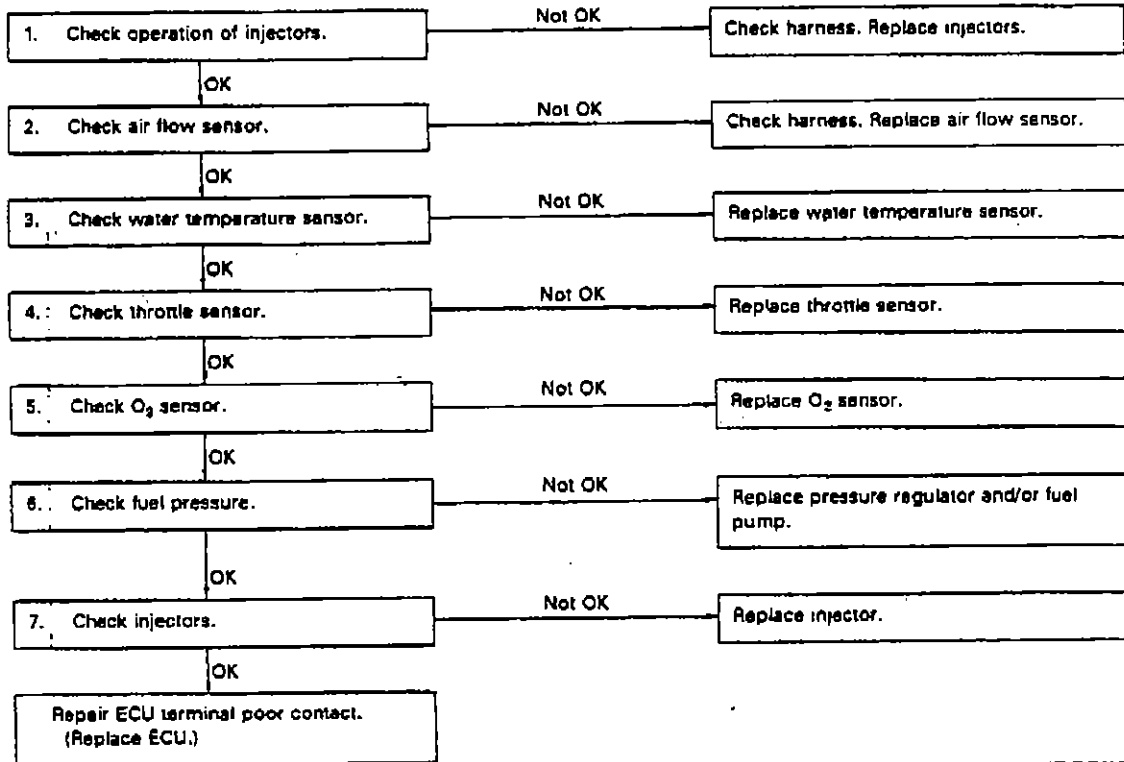 1. Check operation of injectors.
Not OK
Check harness. Replace injectors.
OK
2. Check air flow sensor.
Not OK
Check harness. Replace air flow sensor.
OK
3. Check water temperature sensor.
Not OK
Replace water temperature sensor.
OK
4. Check throttle sensor.
Not OK
Replace throttle sensor.
OK
5. Check O₂ sensor.
Not OK
Replace O₂ sensor.
OK
6. Check fuel pressure.
Not OK
Replace pressure regulator and/or fuel
pump.
OK
7. Check injectors.
Not OK
Replace injector.
OK
Repair ECU terminal poor contact.
(Replace ECU.)